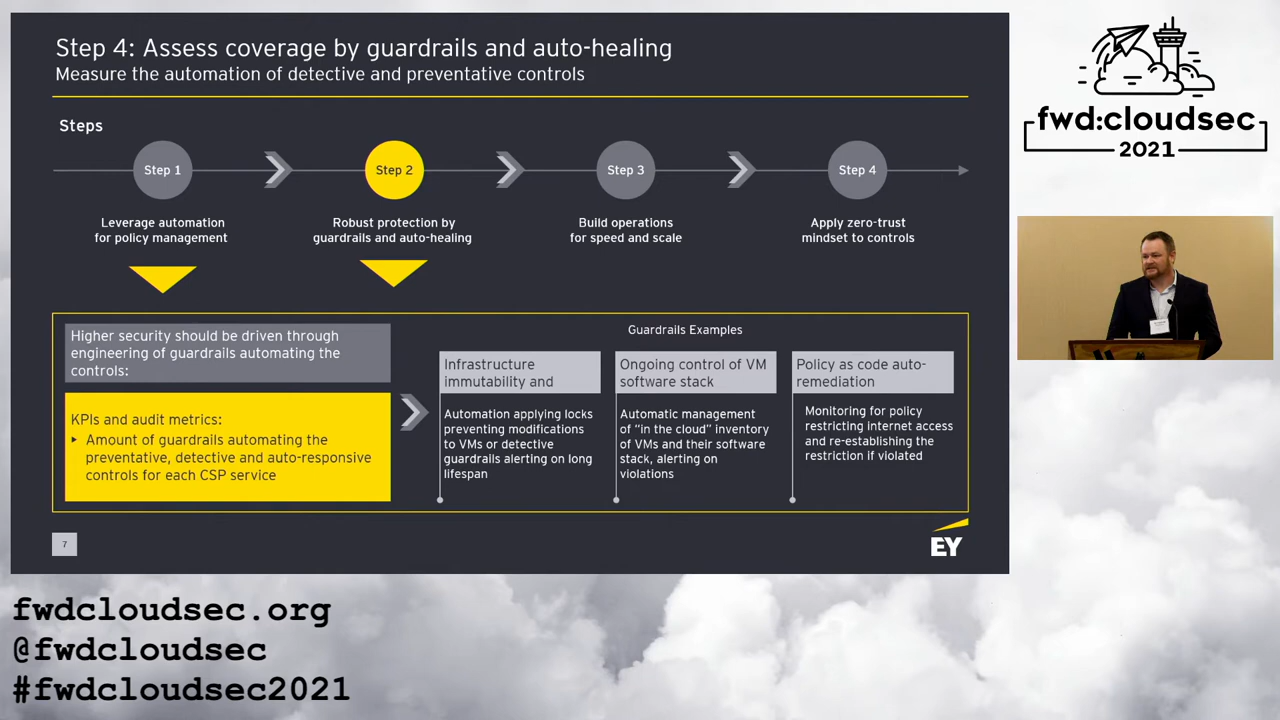 Step 4: Assess coverage by guardrails and auto-healing
Measure the automation of detective and preventative controls
Steps
Step 1
Step 2
Step 3
Step 4
Leverage automation
for policy management
Robust protection by
guardrails and auto-healing
Build operations
for speed and scale
Apply zero-trust
mindset to controls
Higher security should be driven through
engineering of guardrails automating the
controls:
KPIs and audit metrics:
‣ Amount of guardrails automating the
preventative, detective and auto-responsive
controls for each CSP service
Guardrails Examples
Infrastructure
immutability and
Automation applying locks
preventing modifications
to VMs or detective
guardrails alerting on long
lifespan
Ongoing control of VM
software stack
Automatic management
of "in the cloud" inventory
of VMs and their software
stack, alerting on
violations
Policy as code auto-
remediation
Monitoring for policy
restricting internet access
and re-establishing the
restriction if violated
7
EY
fwd:cloudsec
2021
fwdcloudsec.org
@fwdcloudsec
#fwdcloudsec2021